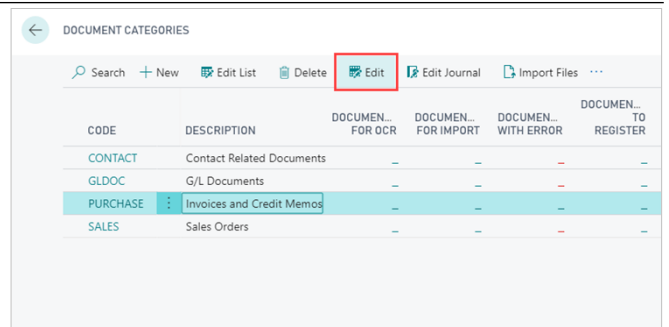 DOCUMENT CATEGORIES
Search + New Edit List Delete Edit Edit Journal Import Files ...
CODE DESCRIPTION DOCUMEN... FOR OCR DOCUMEN... FOR IMPORT DOCUMEN... WITH ERROR DOCUMEN... TO REGISTER
CONTACT Contact Related Documents _ _ _ _
GLDOC G/L Documents _ _ _ _
PURCHASE Invoices and Credit Memos _ _ _ _
SALES Sales Orders _ _ _ _